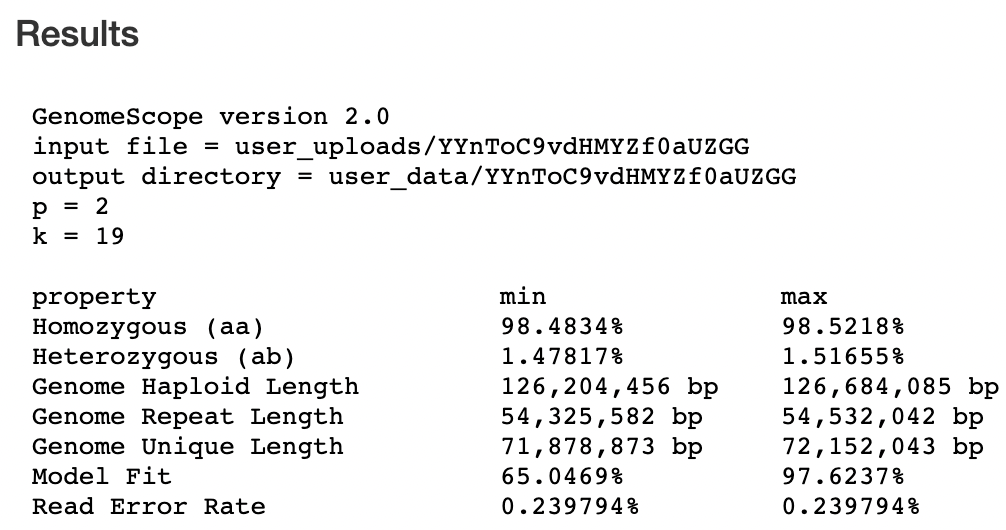 Results
GenomeScope version 2.0
input file = user_uploads/YYnToC9vdHMYZf0aUZGG
output directory = user_data/YYnToC9vdHMYZf0aUZGG
p = 2
k = 19
property min max
Homozygous (aa) 98.4834% 98.5218%
Heterozygous (ab) 1.47817% 1.51655%
Genome Haploid Length 126,204,456 bp 126,684,085 bp
Genome Repeat Length 54,325,582 bp 54,532,042 bp
Genome Unique Length 71,878,873 bp 72,152,043 bp
Model Fit 65.0469% 97.6237%
Read Error Rate 0.239794% 0.239794%